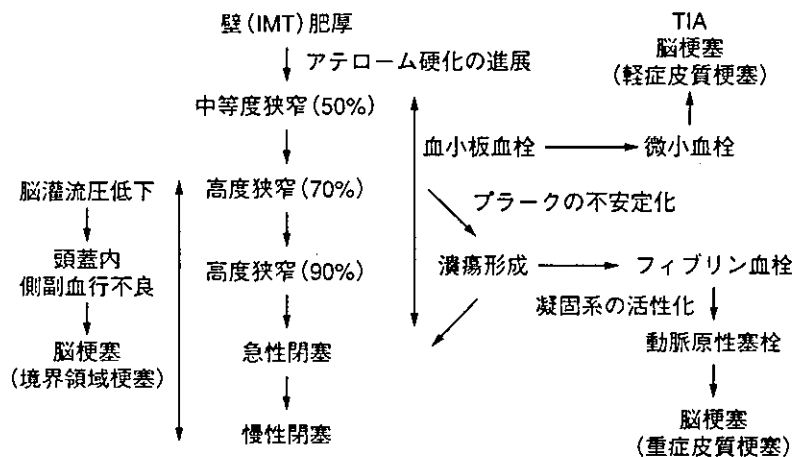 壁(IMT)肥厚
アテローム硬化の進展
中等度狭窄(50%)
高度狭窄(70%)
高度狭窄(90%)
急性閉塞
慢性閉塞
脳灌流圧低下
頭蓋内
側副血行不良
脳梗塞
(境界領域梗塞)
TIA
脳梗塞
(軽症皮質梗塞)
血小板血栓
微小血栓
プラークの不安定化
潰瘍形成
フィブリン血栓
凝固系の活性化
動脈原性塞栓
脳梗塞
(重症皮質梗塞)